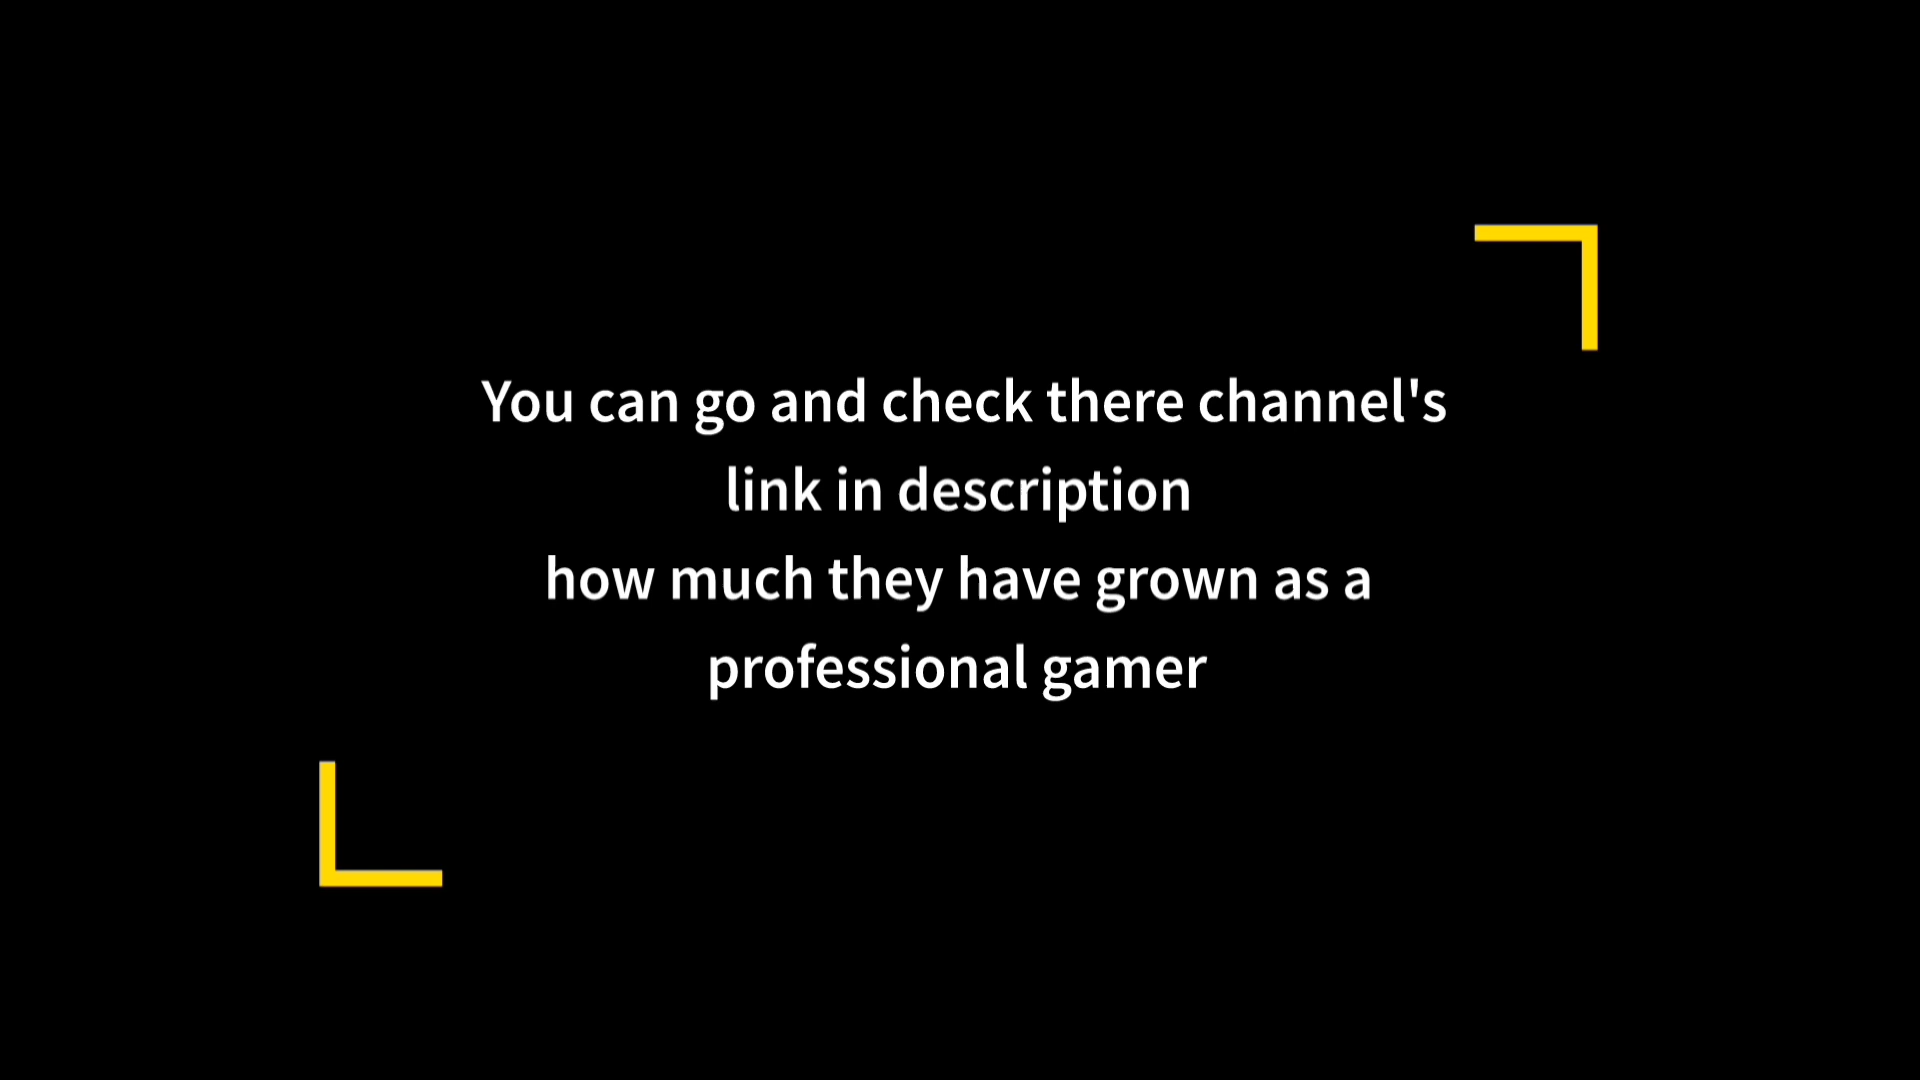 You can go and check there channel's
link in description
how much they have grown as a
professional gamer